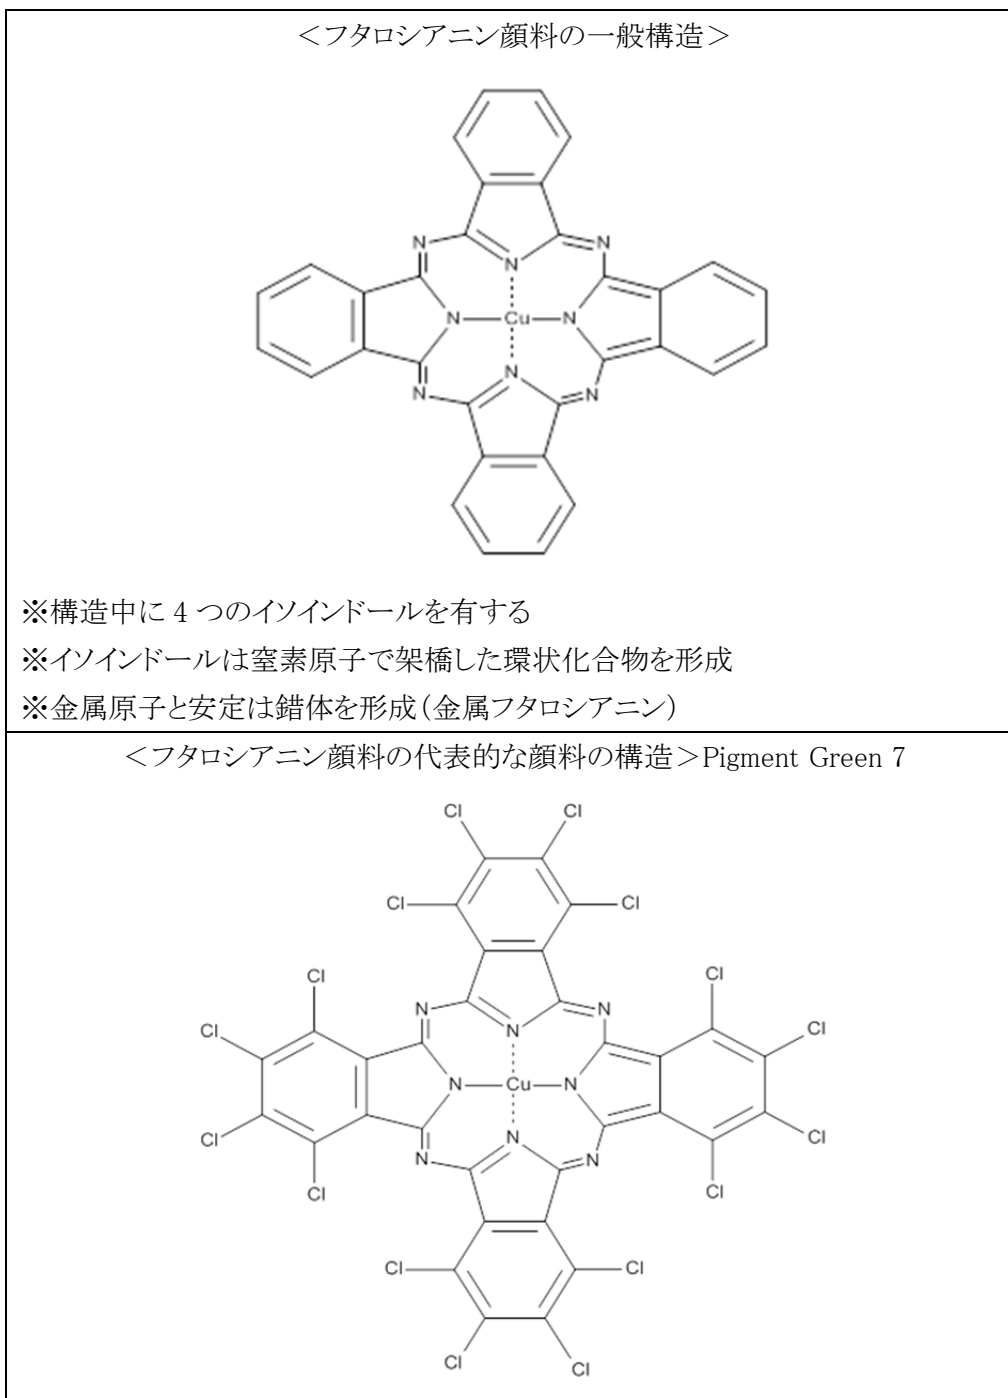 ＜フタロシアニン顔料の一般構造＞
N N
N
N Cu N
N
N N
※構造中に 4 つのイソインドールを有する
※イソインドールは窒素原子で架橋した環状化合物を形成
※金属原子と安定は錯体を形成（金属フタロシアニン）
＜フタロシアニン顔料の代表的な顔料の構造＞Pigment Green 7
Cl Cl
Cl Cl
Cl Cl
N N
Cl N Cl
N Cu N
Cl N Cl
N N
Cl Cl
Cl Cl
Cl Cl